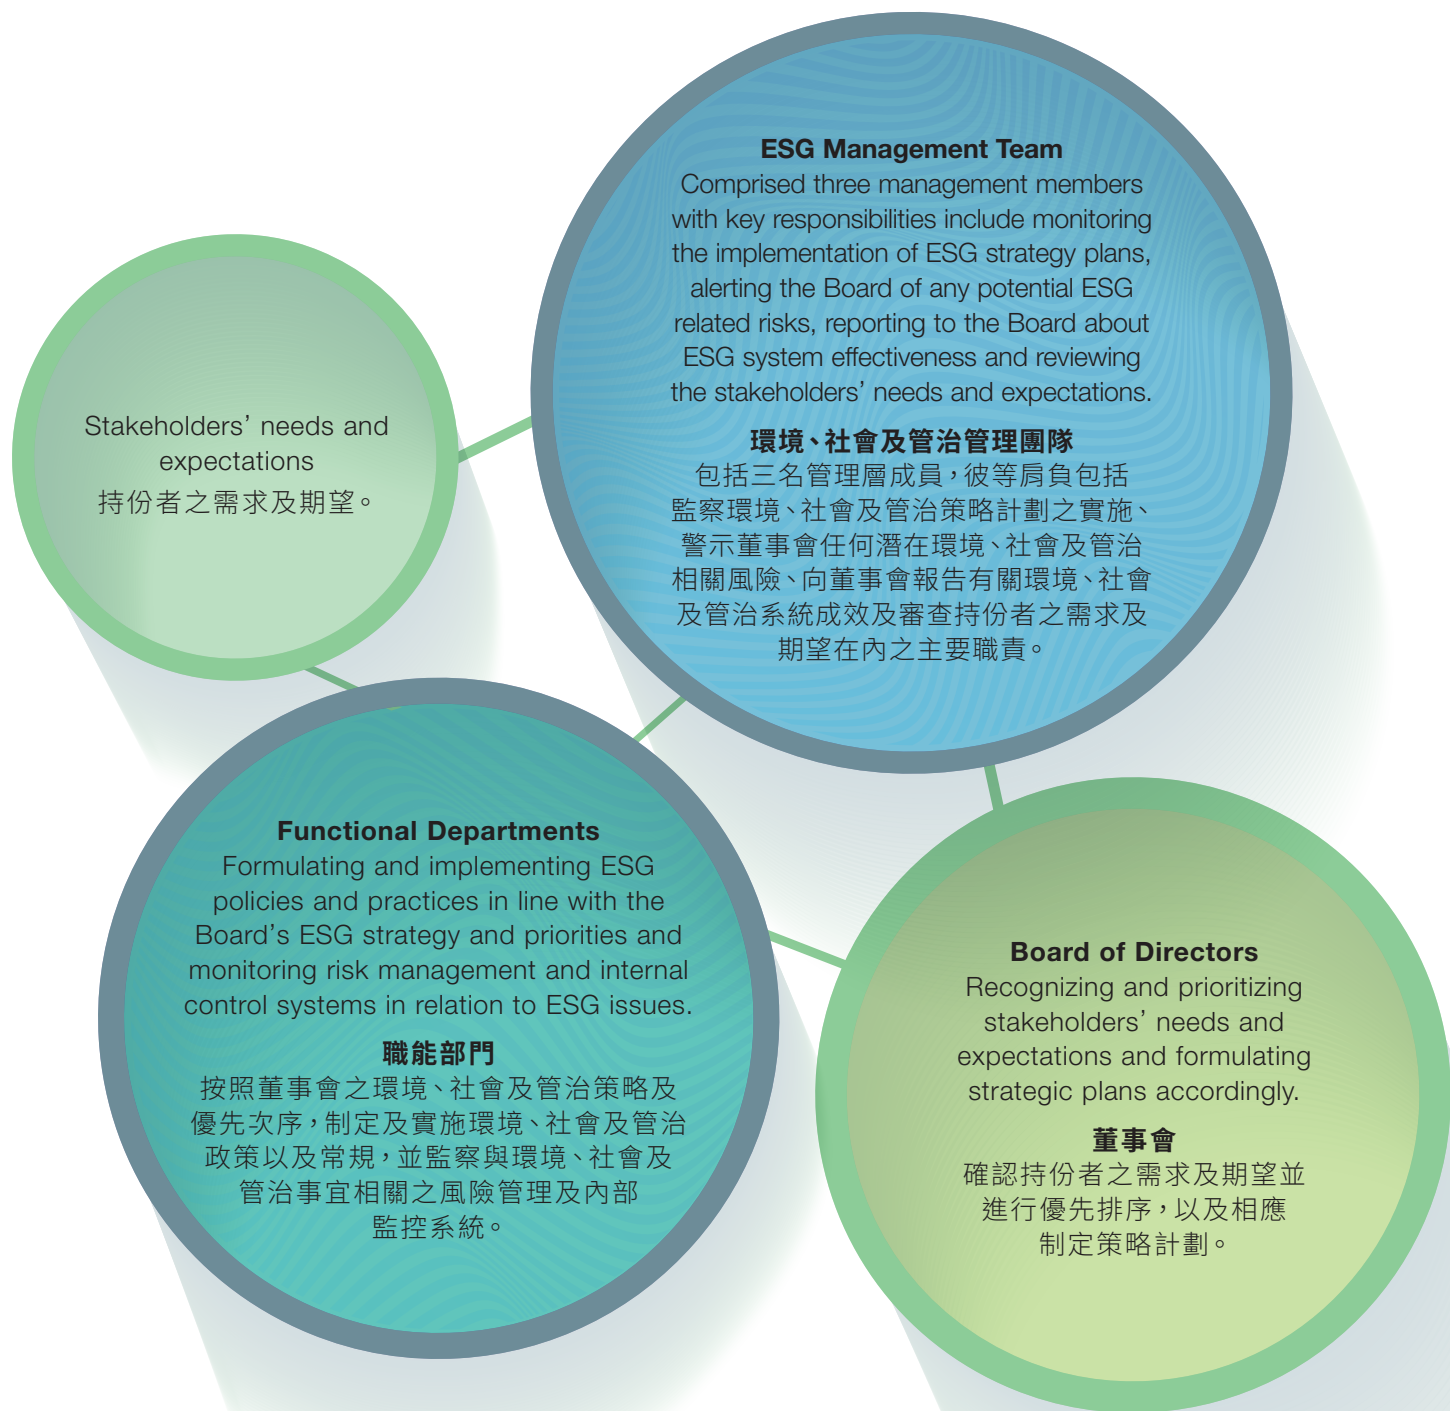 ESG Management Team
Comprised three management members
with key responsibilities include monitoring
the implementation of ESG strategy plans,
alerting the Board of any potential ESG
related risks, reporting to the Board about
ESG system effectiveness and reviewing
the stakeholders’ needs and expectations.
環境、社會及管治管理團隊
包括三名管理層成員，彼等肩負包括
監察環境、社會及管治策略計劃之實施、
警示董事會任何潛在環境、社會及管治
相關風險、向董事會報告有關環境、社會
及管治系統成效及審查持份者之需求及
期望在內之主要職責。
Stakeholders’ needs and
expectations
持份者之需求及期望。
Functional Departments
Formulating and implementing ESG
policies and practices in line with the
Board’s ESG strategy and priorities and
monitoring risk management and internal
control systems in relation to ESG issues.
職能部門
按照董事會之環境、社會及管治策略及
優先次序，制定及實施環境、社會及管治
政策以及常規，並監察與環境、社會及
管治事宜相關之風險管理及內部
監控系統。
Board of Directors
Recognizing and prioritizing
stakeholders’ needs and
expectations and formulating
strategic plans accordingly.
董事會
確認持份者之需求及期望並
進行優先排序，以及相應
制定策略計劃。